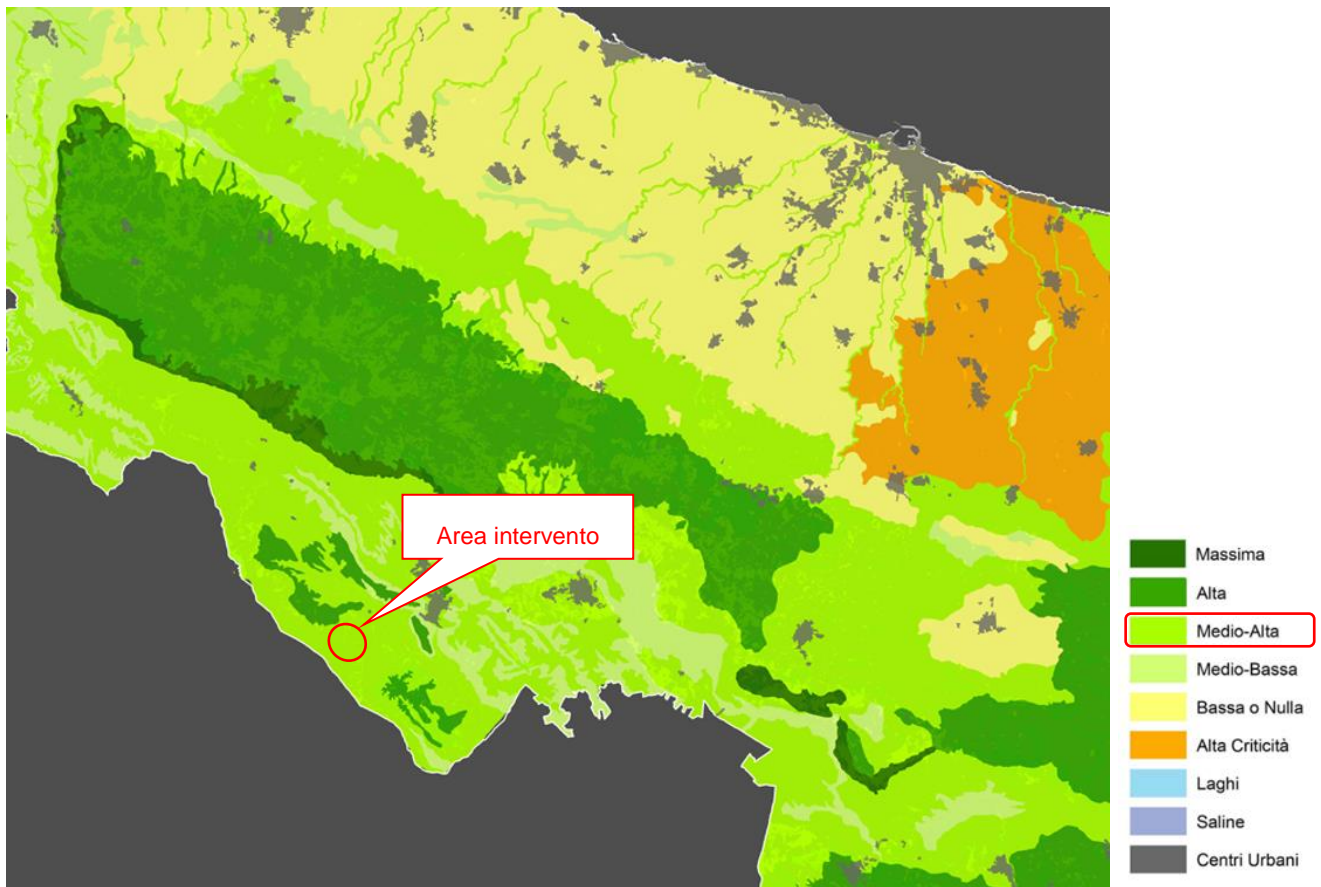 Area intervento
Massima
Alta
Medio-Alta
Medio-Bassa
Bassa o Nulla
Alta Criticità
Laghi
Saline
Centri Urbani